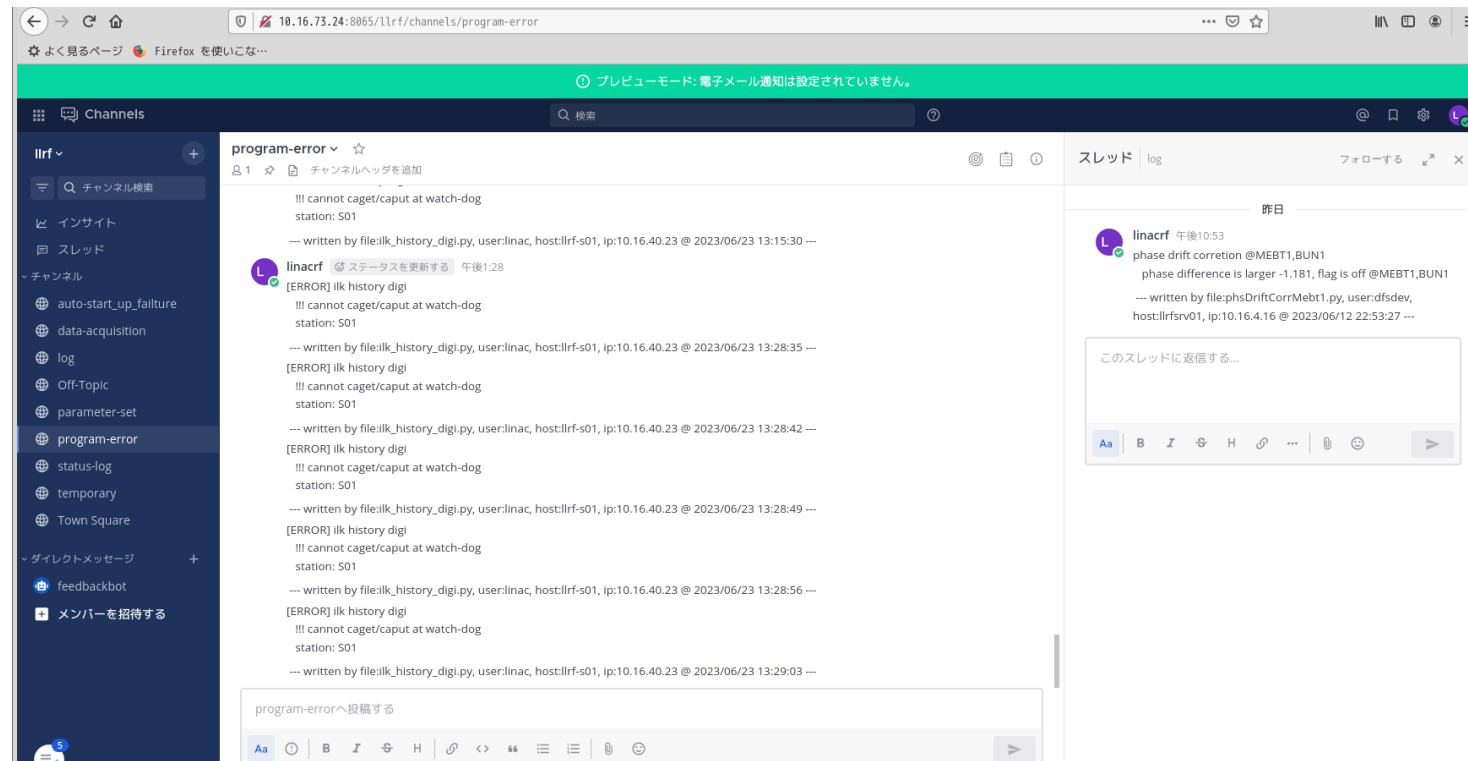 10.16.73.24:8065/llrf/channels/program-error
よく見るページ Firefox を使いこな…
プレビューモード: 電子メール通知は設定されていません。
Channels
検索
llrf
チャンネル検索
インサイト
スレッド
チャンネル
auto-start_up_failture
data-acquisition
log
Off-Topic
parameter-set
program-error
status-log
temporary
Town Square
ダイレクトメッセージ
feedbackbot
メンバーを招待する
5
program-error
1 チャンネルヘッダを追加
!!! cannot caget/caput at watch-dog
station: S01
--- written by file:ilk_history_digi.py, user:linac, host:llrf-s01, ip:10.16.40.23 @ 2023/06/23 13:15:30 ---
L linacrf ステータスを更新する 午後1:28
[ERROR] ilk history digi
!!! cannot caget/caput at watch-dog
station: S01
--- written by file:ilk_history_digi.py, user:linac, host:llrf-s01, ip:10.16.40.23 @ 2023/06/23 13:28:35 ---
[ERROR] ilk history digi
!!! cannot caget/caput at watch-dog
station: S01
--- written by file:ilk_history_digi.py, user:linac, host:llrf-s01, ip:10.16.40.23 @ 2023/06/23 13:28:42 ---
[ERROR] ilk history digi
!!! cannot caget/caput at watch-dog
station: S01
--- written by file:ilk_history_digi.py, user:linac, host:llrf-s01, ip:10.16.40.23 @ 2023/06/23 13:28:49 ---
[ERROR] ilk history digi
!!! cannot caget/caput at watch-dog
station: S01
--- written by file:ilk_history_digi.py, user:linac, host:llrf-s01, ip:10.16.40.23 @ 2023/06/23 13:28:56 ---
[ERROR] ilk history digi
!!! cannot caget/caput at watch-dog
station: S01
--- written by file:ilk_history_digi.py, user:linac, host:llrf-s01, ip:10.16.40.23 @ 2023/06/23 13:29:03 ---
program-errorへ投稿する
Aa B I S H
スレッド log フォローする
昨日
L linacrf 午後10:53
phase drift corretion @MEBT1,BUN1
phase difference is larger -1.181, flag is off @MEBT1,BUN1
--- written by file:phsDriftCorrMebt1.py, user:dfsdev,
host:llrfsrv01, ip:10.16.4.16 @ 2023/06/12 22:53:27 ---
このスレッドに返信する...
Aa B I S H